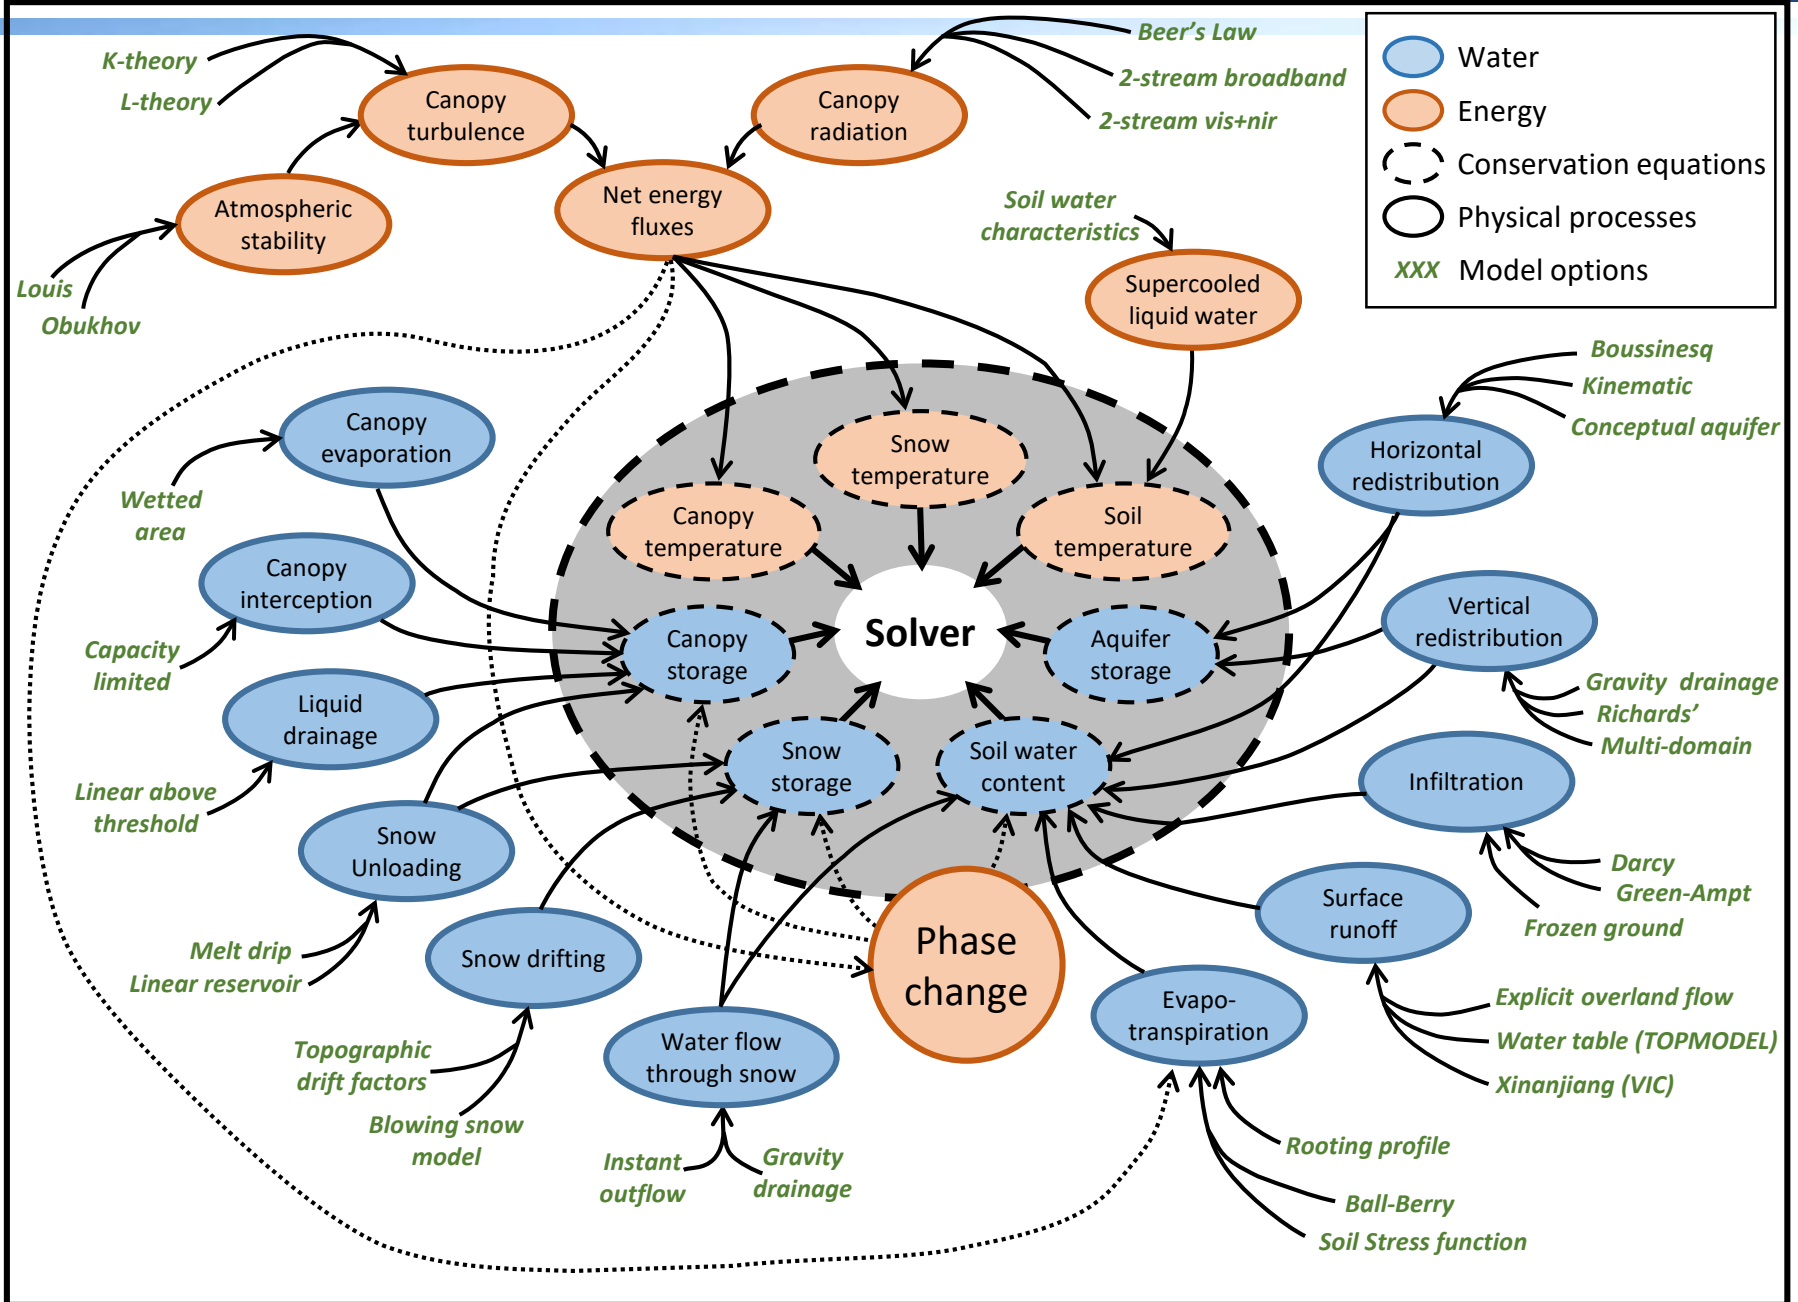 Beer's Law
K-theory
2-stream broadband
L-theory
2-stream vis+nir
Canopy
turbulence
Canopy
radiation
Water
Energy
Conservation equations
Physical processes
XXX Model options
Atmospheric
stability
Net energy
fluxes
Soil water
characteristics
Supercooled
liquid water
Louis
Obukhov
Boussinesq
Kinematic
Conceptual aquifer
Canopy
evaporation
Snow
temperature
Horizontal
redistribution
Wetted
area
Canopy
temperature
Soil
temperature
Canopy
interception
Vertical
redistribution
Solver
Capacity
limited
Canopy
storage
Aquifer
storage
Gravity drainage
Richards'
Multi-domain
Liquid
drainage
Snow
storage
Soil water
content
Infiltration
Linear above
threshold
Snow
Unloading
Darcy
Green-Ampt
Frozen ground
Surface
runoff
Melt drip
Linear reservoir
Snow drifting
Phase
change
Evapo-
transpiration
Explicit overland flow
Water table (TOPMODEL)
Xinanjiang (VIC)
Topographic
drift factors
Water flow
through snow
Blowing snow
model
Instant
outflow
Gravity
drainage
Rooting profile
Ball-Berry
Soil Stress function